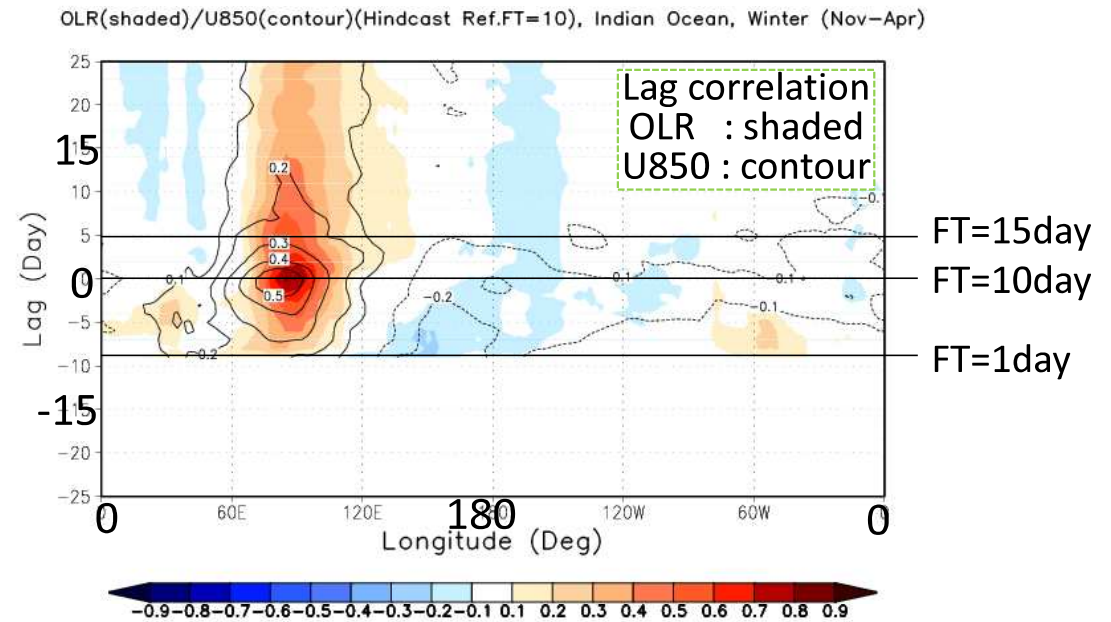 OLR(shaded)/U850(contour)(Hindcast Ref.FT=10), Indian Ocean, Winter (Nov-Apr)
Lag correlation
OLR : shaded
U850 : contour
25
20
15
15
10
5
0
0
-5
-10
-15
-15
-20
-25
Lag (Day)
0.2
0.3
0.4
0.5
0.1
0.2
-0.2
0.1
-0.1
-0.1
-0.
FT=15day
FT=10day
FT=1day
0 60E 120E 180 120W 60W 0
Longitude (Deg)
-0.9 -0.8 -0.7 -0.6 -0.5 -0.4 -0.3 -0.2 -0.1 0.1 0.2 0.3 0.4 0.5 0.6 0.7 0.8 0.9